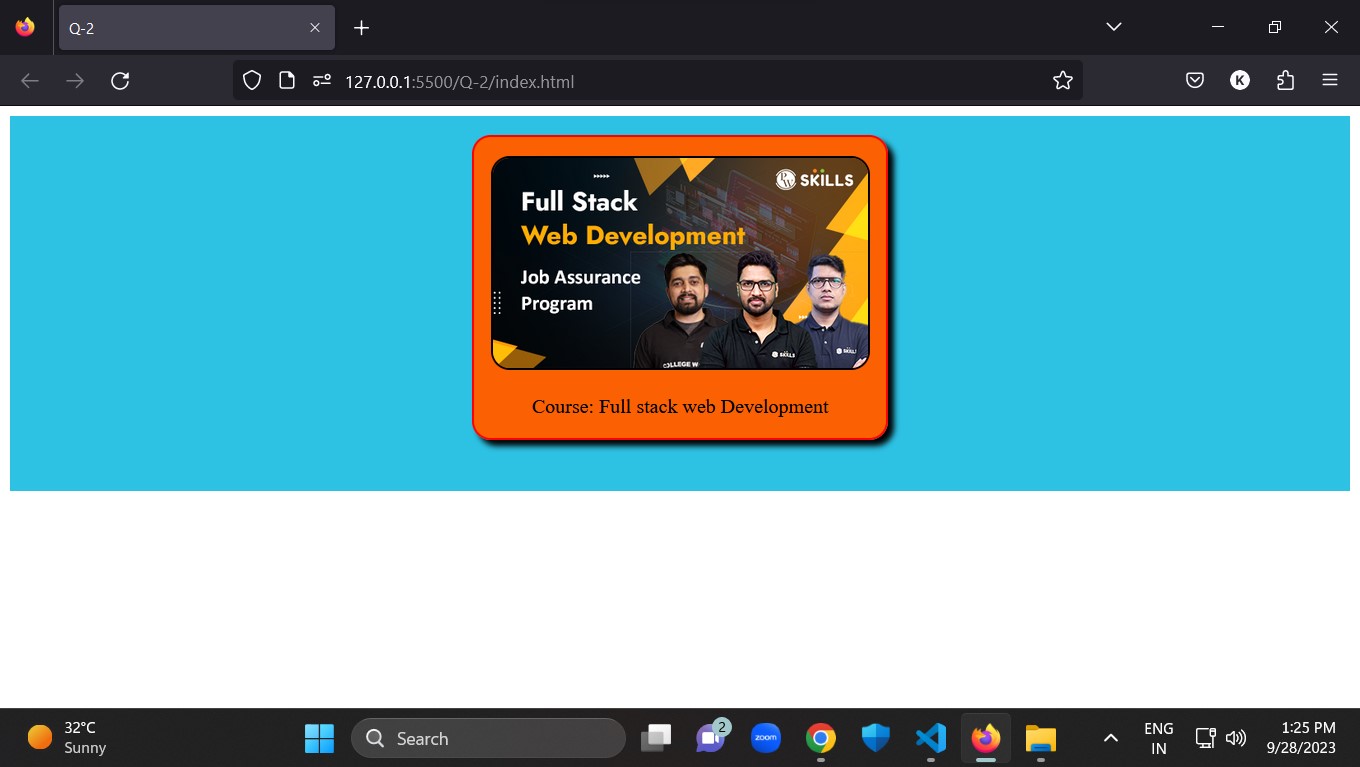 Q-2
127.0.0.1:5500/Q-2/index.html
K
PW SKILLS
Full Stack
Web Development
Job Assurance
Program
COLLEGE W
SKILLS
SKILLS
Course: Full stack web Development
32°C
Sunny
Search
2
zoom
ENG
IN
1:25 PM
9/28/2023